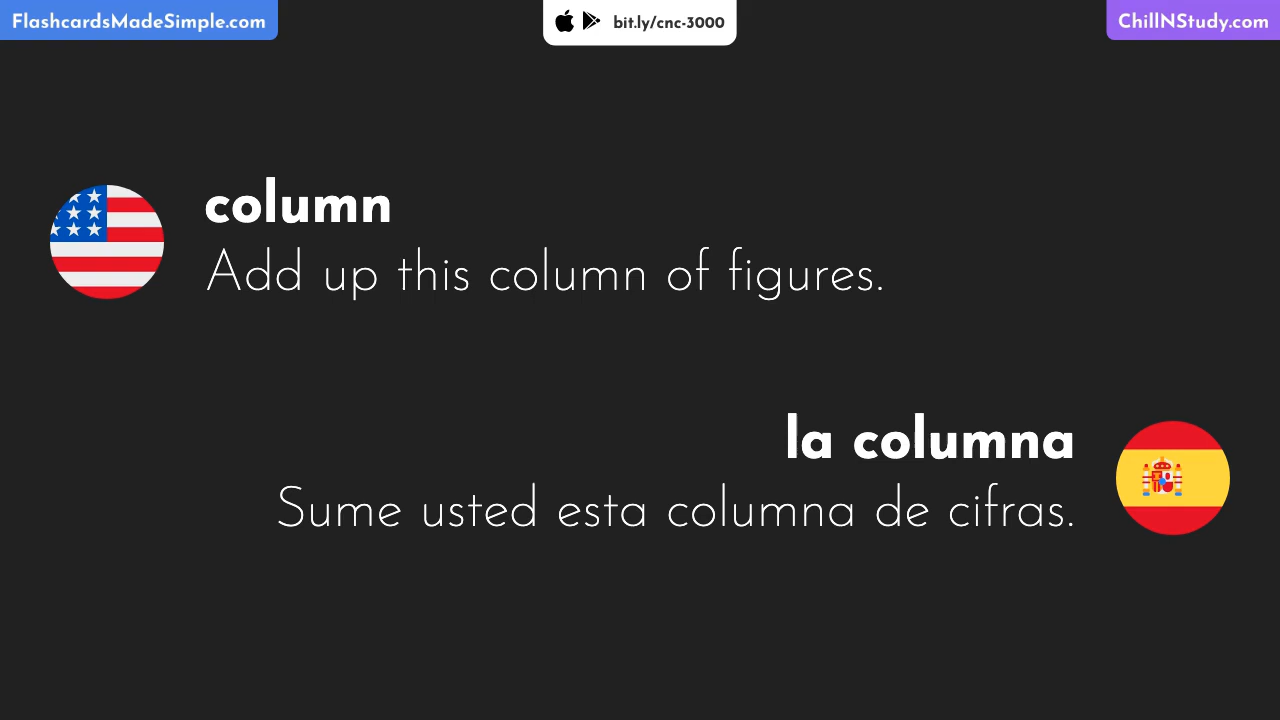 FlashcardsMadeSimple.com
bit.ly/cnc-3000
ChillNStudy.com
column
Add up this column of figures.
la columna
Sume usted esta columna de cifras.